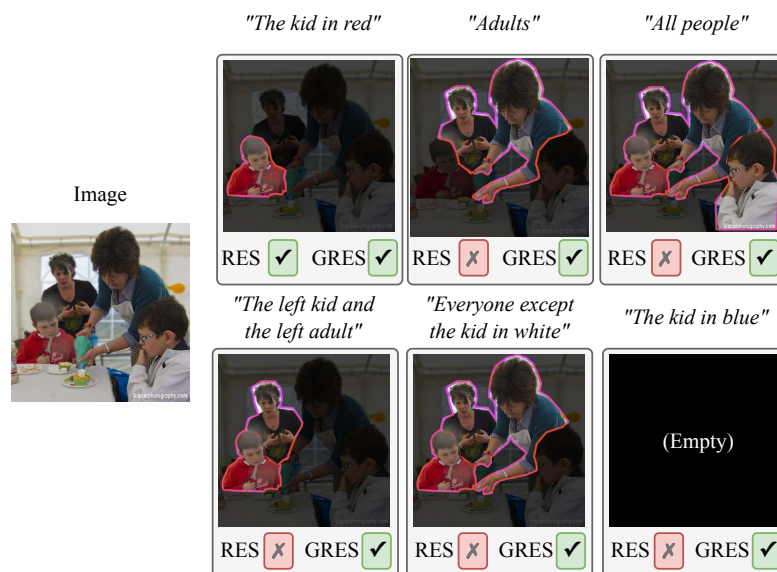 "The kid in red"
"Adults"
"All people"
RES ✓ GRES ✓
RES ✗ GRES ✓
RES ✗ GRES ✓
Image
"The left kid and
the left adult"
"Everyone except
the kid in white"
"The kid in blue"
(Empty)
RES ✗ GRES ✓
RES ✗ GRES ✓
RES ✗ GRES ✓